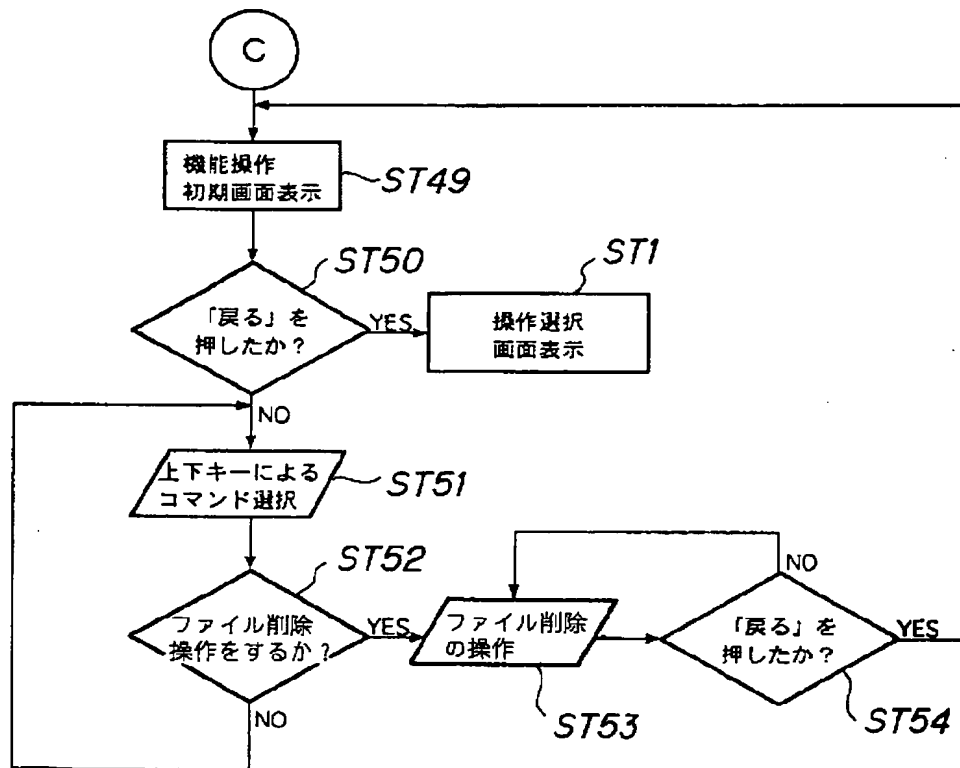 C
機能操作
初期画面表示
ST49
ST50
ST1
「戻る」を
押したか？
YES
操作選択
画面表示
NO
上下キーによる
コマンド選択
ST51
ST52
NO
ファイル削除
操作をするか？
YES
ファイル削除
の操作
「戻る」を
押したか？
YES
NO
ST53
ST54